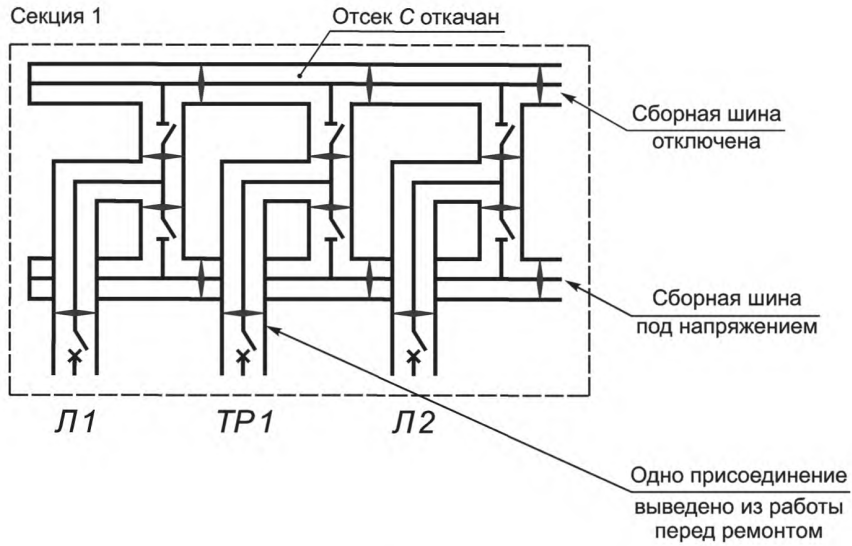 Секция 1
Отсек С откачан
Сборная шина
отключена
Сборная шина
под напряжением
Л1
ТР1
Л2
Одно присоединение
выведено из работы
перед ремонтом